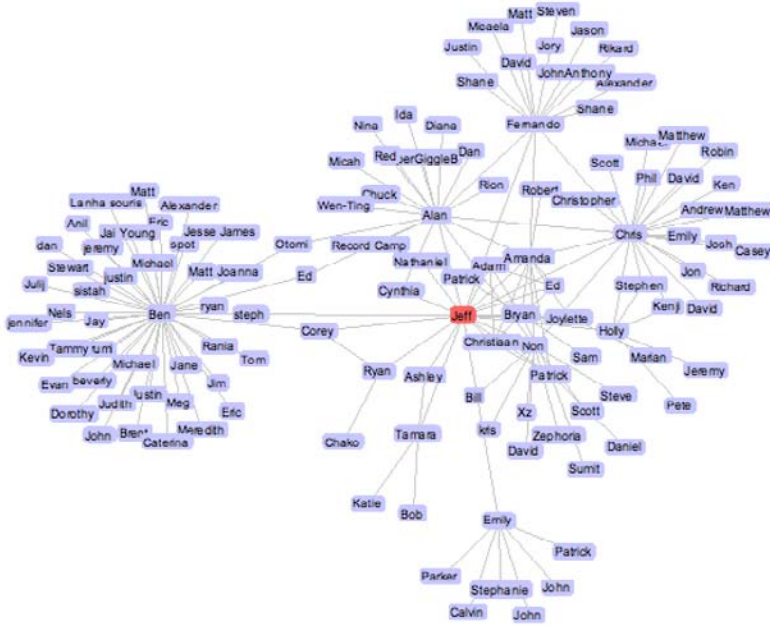 Matt
Steven
Micaela
Jason
Justin
Jory
Rikard
David
JohnAnthony
Shane
Alexander
Shane
Fernando
Ida
Nina
Diana
Matthew
Robin
Micah
Red
Dan
Scott
Phil
David
Ken
Chuck
Rion
Robert
Christopher
Wen-Ting
Alan
Andrew
Matthew
Chris
Emily
Josh
Casey
Matt
Lanha souris
Alexander
Anil
Eric
Jai Young
Jesse
James
dan
jeremy
spot
Otomi
Record Camp
Stewart
Michael
Nathaniel
Adam
Amanda
Jon
Julij
justin
Matt
Joanna
Ed
Patrick
Ed
Stephen
Richard
sistah
Cynthia
Kenji
David
Nels
Ben
ryan
steph
Jeff
Bryan
Joylette
jennifer
Jay
Corey
Holly
Tammy
Rania
Christiaan
Non
Marian
Kevin
Michael
Jane
Tom
Ryan
Ashley
Sam
Jeremy
Evan
beverly
Jim
Patrick
Judith
Justin
Meg
Bill
Steve
Dorothy
Eric
Xz
Scott
Pete
John
Meredith
Chako
Tamara
kris
Zephoria
Caterina
David
Daniel
Sumit
Katie
Bob
Emily
Patrick
Parker
Stephanie
John
Calvin
John